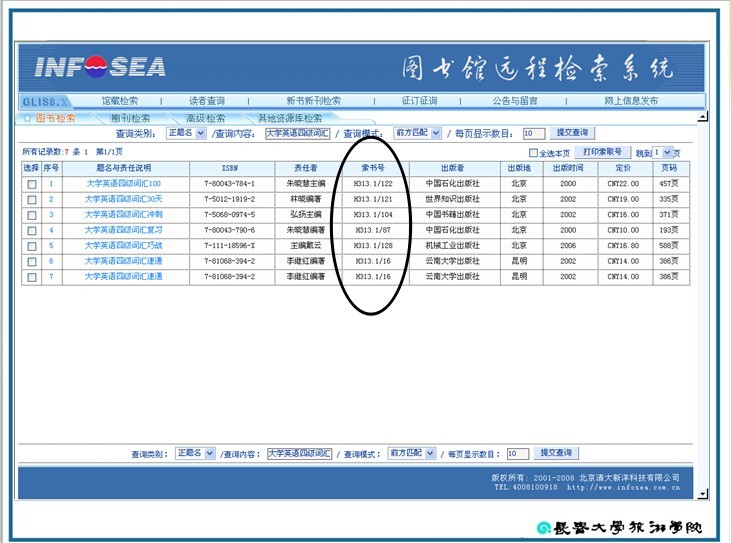 INFOSEA 图书馆远程检索系统
GLIS8.X 馆藏检索 | 读者查询 | 新书新刊检索 | 征订征询 | 公告与留言 | 网上信息发布
☆ 图书检索 期刊检索 高级检索 其他资源库检索
查询类别: 正题名 /查询内容: 大学英语四级词汇 / 查询模式: 前方匹配 / 每页显示数目: 10 提交查询
所有记录数:7 条 1 第1/1页 全选本页 打印索取号 跳到 1 页
选择 序号 题名与责任说明 ISBN 责任者 索书号 出版者 出版地 出版时间 定价 页码
1 大学英语四级词汇100 7-80043-784-1 朱晓慧主编 H313.1/122 中国石化出版社 北京 2000 CNY22.00 457页
2 大学英语四级词汇30天 7-5012-1919-2 林晓编著 H313.1/121 世界知识出版社 北京 2002 CNY19.00 335页
3 大学英语四级词汇冲刺 7-5068-0974-5 弘扬主编 H313.1/104 中国书籍出版社 北京 2002 CNY16.00 371页
4 大学英语四级词汇复习 7-80043-790-6 朱晓慧编著 H313.1/87 中国石化出版社 北京 2002 CNY10.00 193页
5 大学英语四级词汇巧战 7-111-18596-X 主编戴云 H313.1/128 机械工业出版社 北京 2006 CNY16.80 588页
6 大学英语四级词汇速通 7-81068-394-2 李继红编著 H313.1/16 云南大学出版社 昆明 2002 CNY14.00 386页
7 大学英语四级词汇速通 7-81068-394-2 李继红编著 H313.1/16 云南大学出版社 昆明 2002 CNY14.00 386页
查询类别: 正题名 /查询内容: 大学英语四级词汇 / 查询模式: 前方匹配 / 每页显示数目: 10 提交查询
版权所有: 2001-2008 北京清大新洋科技有限公司
TEL:4008100918 http://www.infosea.com.cn
长春大学旅游学院